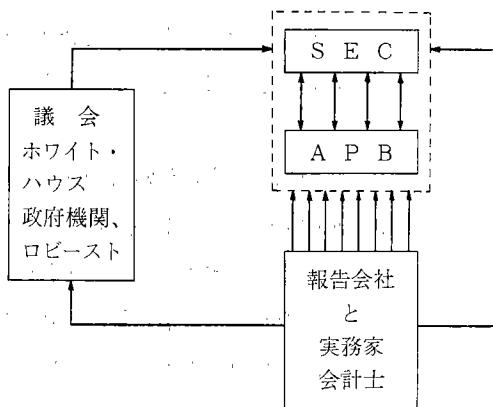 S E C
A P B
議 会
ホワイト・
ハウス
政府機関、
ロビースト
報告会社
と
実務家
会計士